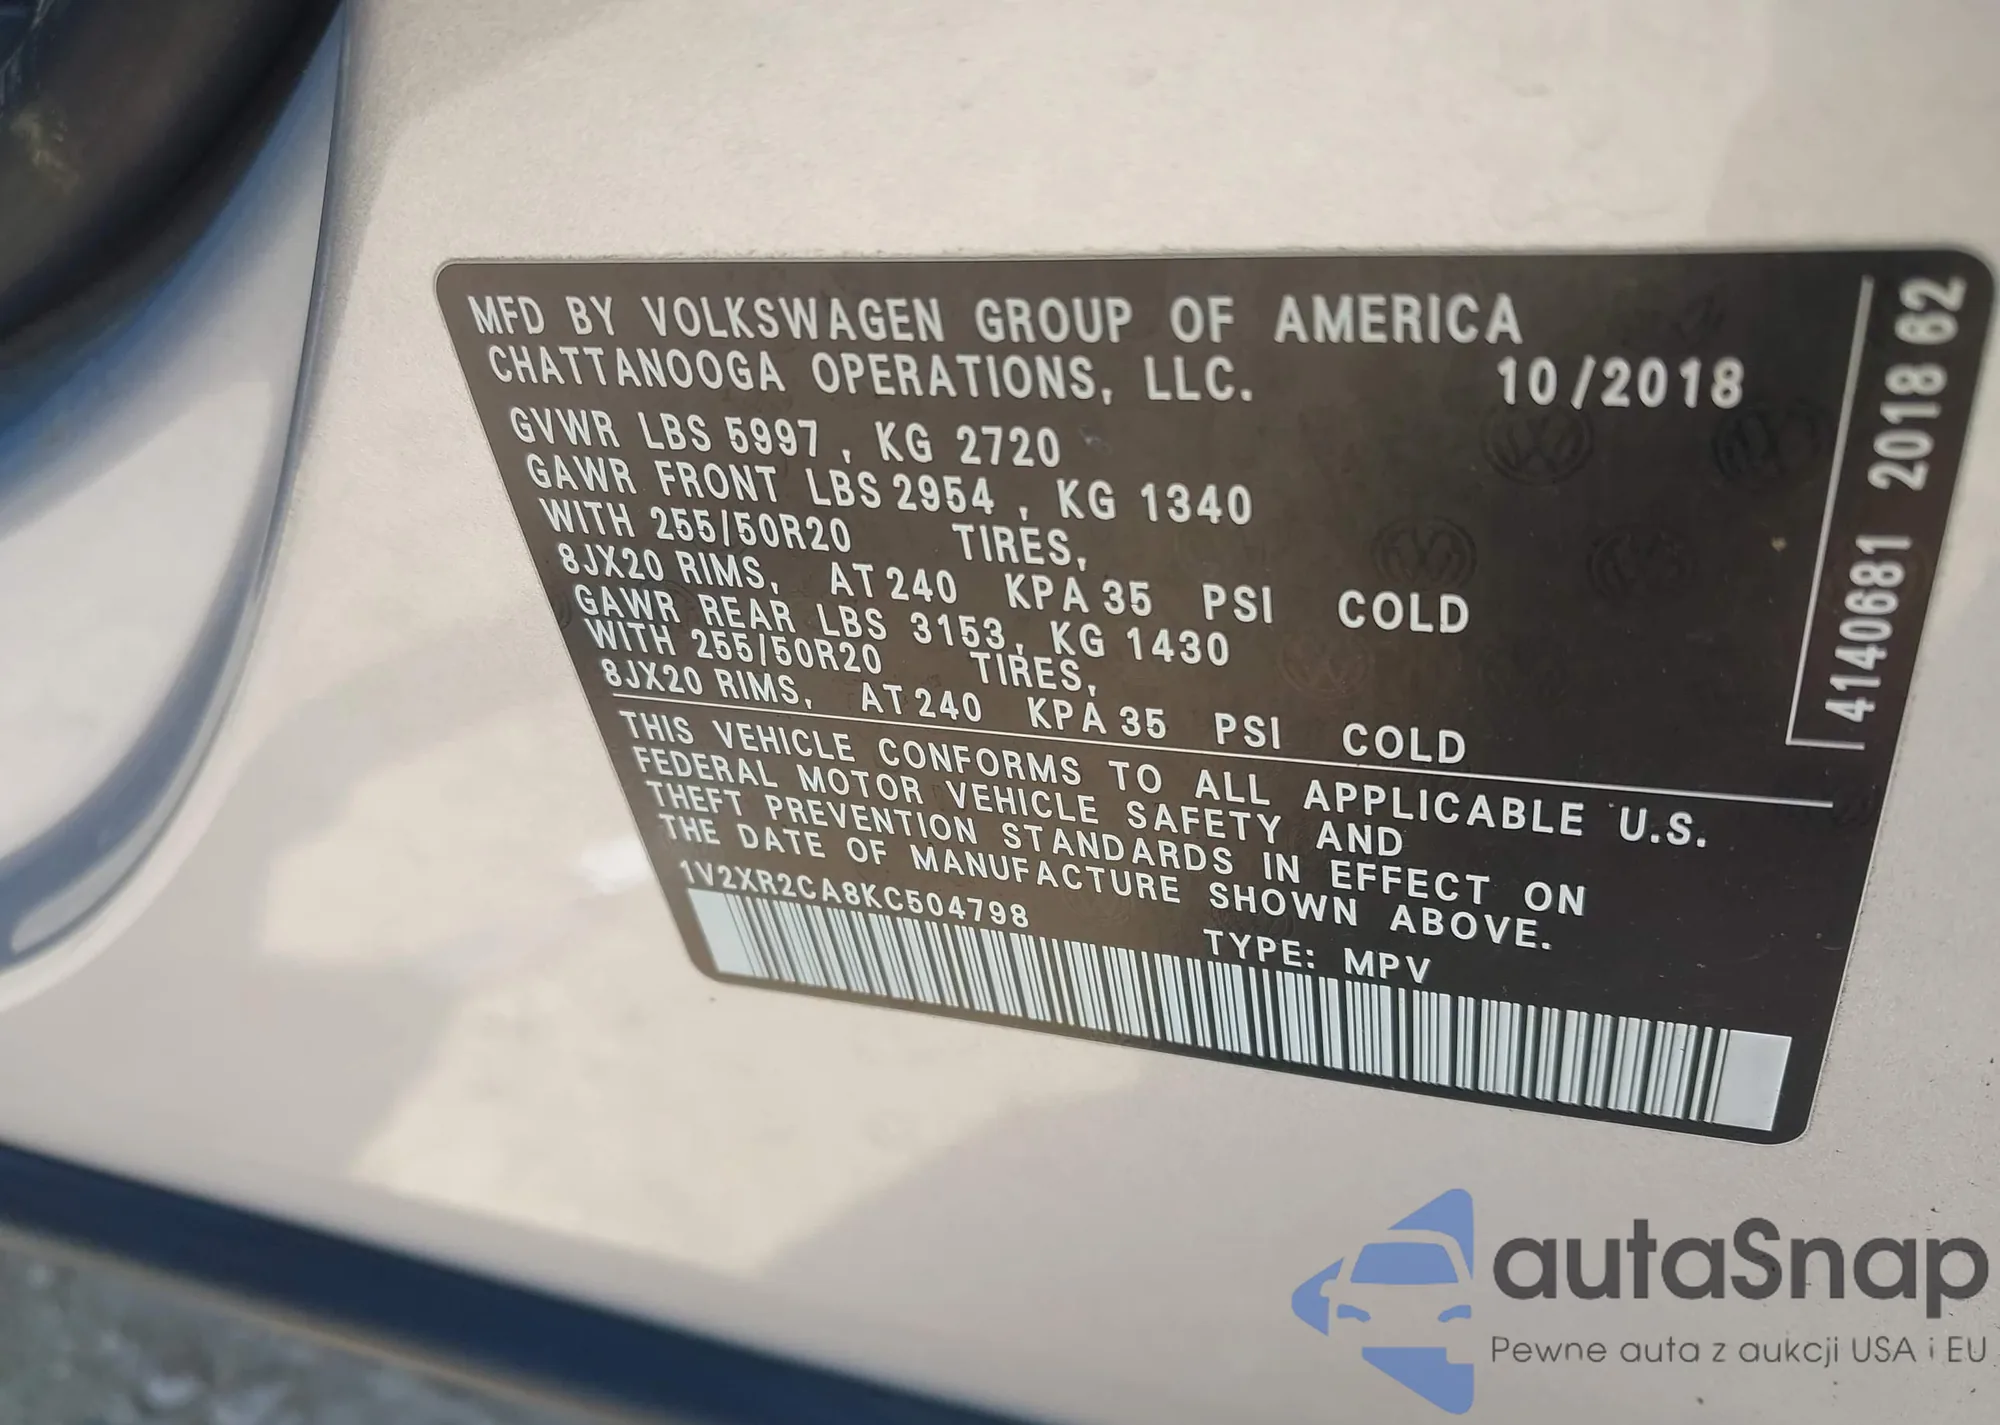 MFD BY VOLKSWAGEN GROUP OF AMERICA
CHATTANOOGA OPERATIONS, LLC. 10/2018
GVWR LBS 5997 , KG 2720
GAWR FRONT LBS 2954 , KG 1340
WITH 255/50R20 TIRES,
8JX20 RIMS, AT 240 KPA 35 PSI COLD
GAWR REAR LBS 3153, KG 1430
WITH 255/50R20 TIRES,
8JX20 RIMS, AT 240 KPA 35 PSI COLD
THIS VEHICLE CONFORMS TO ALL APPLICABLE U.S.
FEDERAL MOTOR VEHICLE SAFETY AND
THEFT PREVENTION STANDARDS IN EFFECT ON
THE DATE OF MANUFACTURE SHOWN ABOVE.
1V2XR2CA8KC504798
TYPE: MPV
4140681 2018 62
autaSnap
Pewne auta z aukcji USA i EU